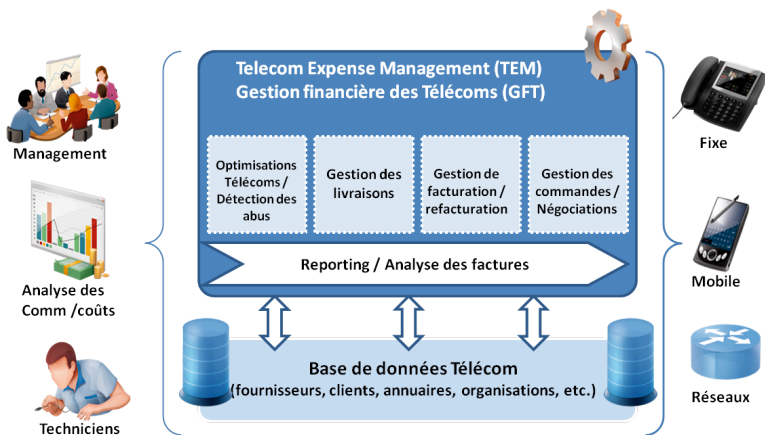 Telecom Expense Management (TEM)
Gestion financière des Télécoms (GFT)
Management
Analyse des
Comm /coûts
Techniciens
Optimisations
Télécoms /
Détection des
abus
Gestion des
livraisons
Gestion de
facturation /
refacturation
Gestion des
commandes /
Négociations
Reporting / Analyse des factures
Base de données Télécom
(fournisseurs, clients, annuaires, organisations, etc.)
Fixe
Mobile
Réseaux